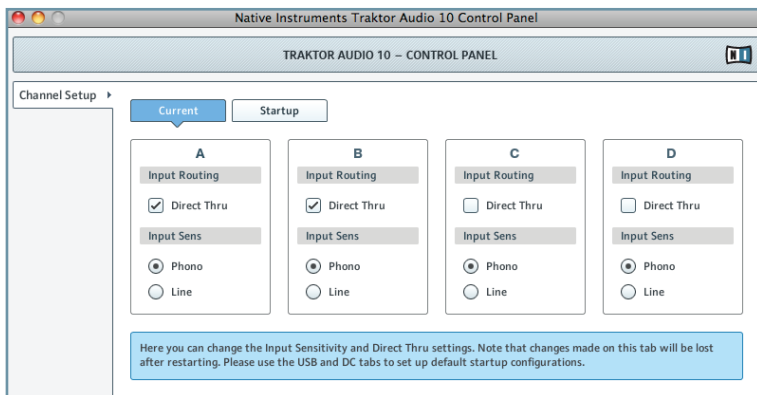 Native Instruments Traktor Audio 10 Control Panel
TRAKTOR AUDIO 10 – CONTROL PANEL
NI
Channel Setup
Current
Startup
A
Input Routing
Direct Thru
Input Sens
Phono
Line
B
Input Routing
Direct Thru
Input Sens
Phono
Line
C
Input Routing
Direct Thru
Input Sens
Phono
Line
D
Input Routing
Direct Thru
Input Sens
Phono
Line
Here you can change the Input Sensitivity and Direct Thru settings. Note that changes made on this tab will be lost
after restarting. Please use the USB and DC tabs to set up default startup configurations.